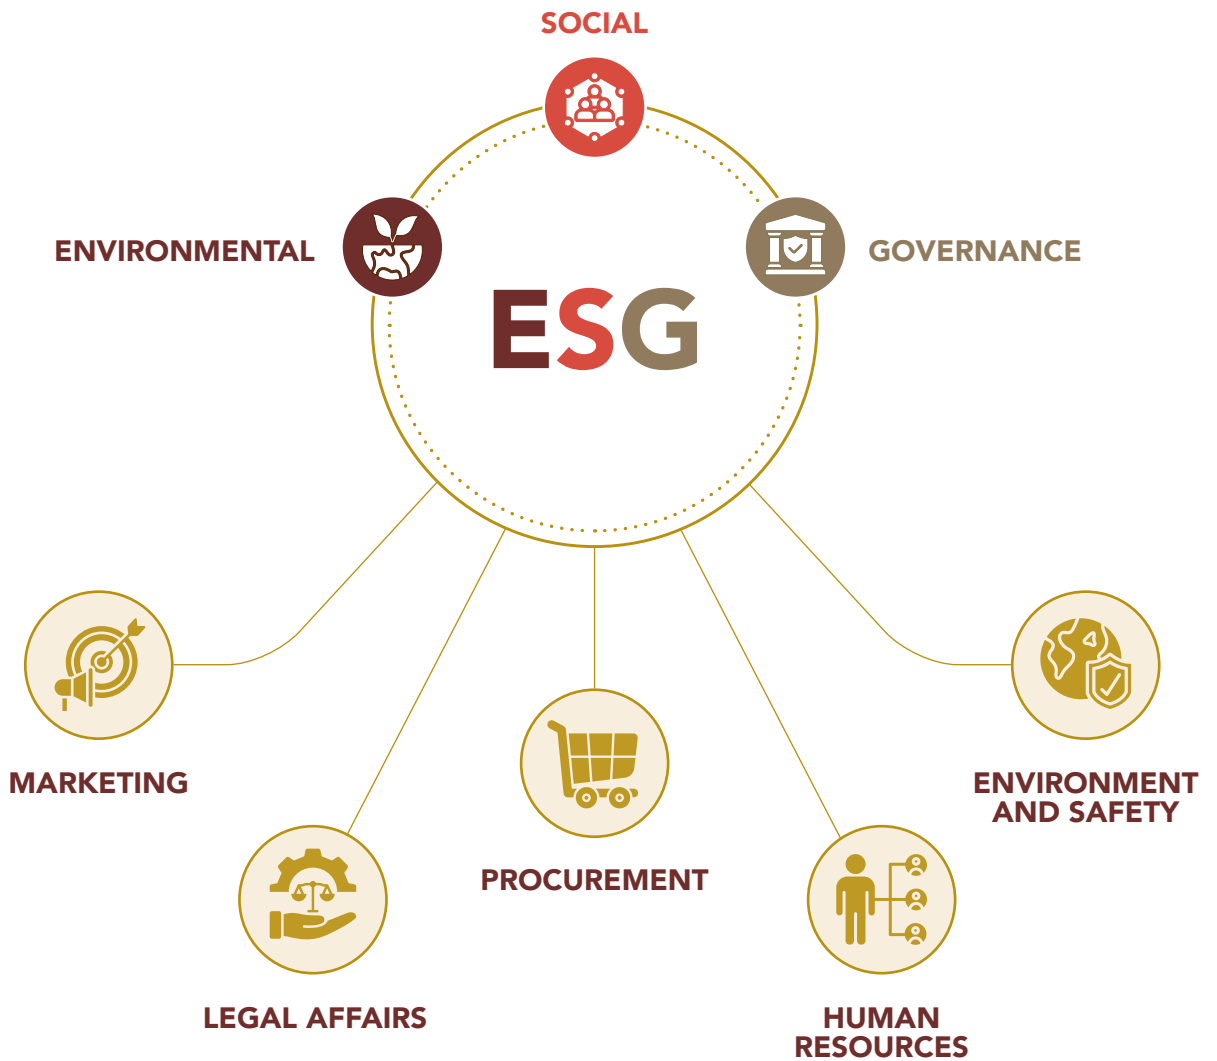 SOCIAL
ENVIRONMENTAL
GOVERNANCE
ESG
MARKETING
ENVIRONMENT
AND SAFETY
PROCUREMENT
LEGAL AFFAIRS
HUMAN
RESOURCES